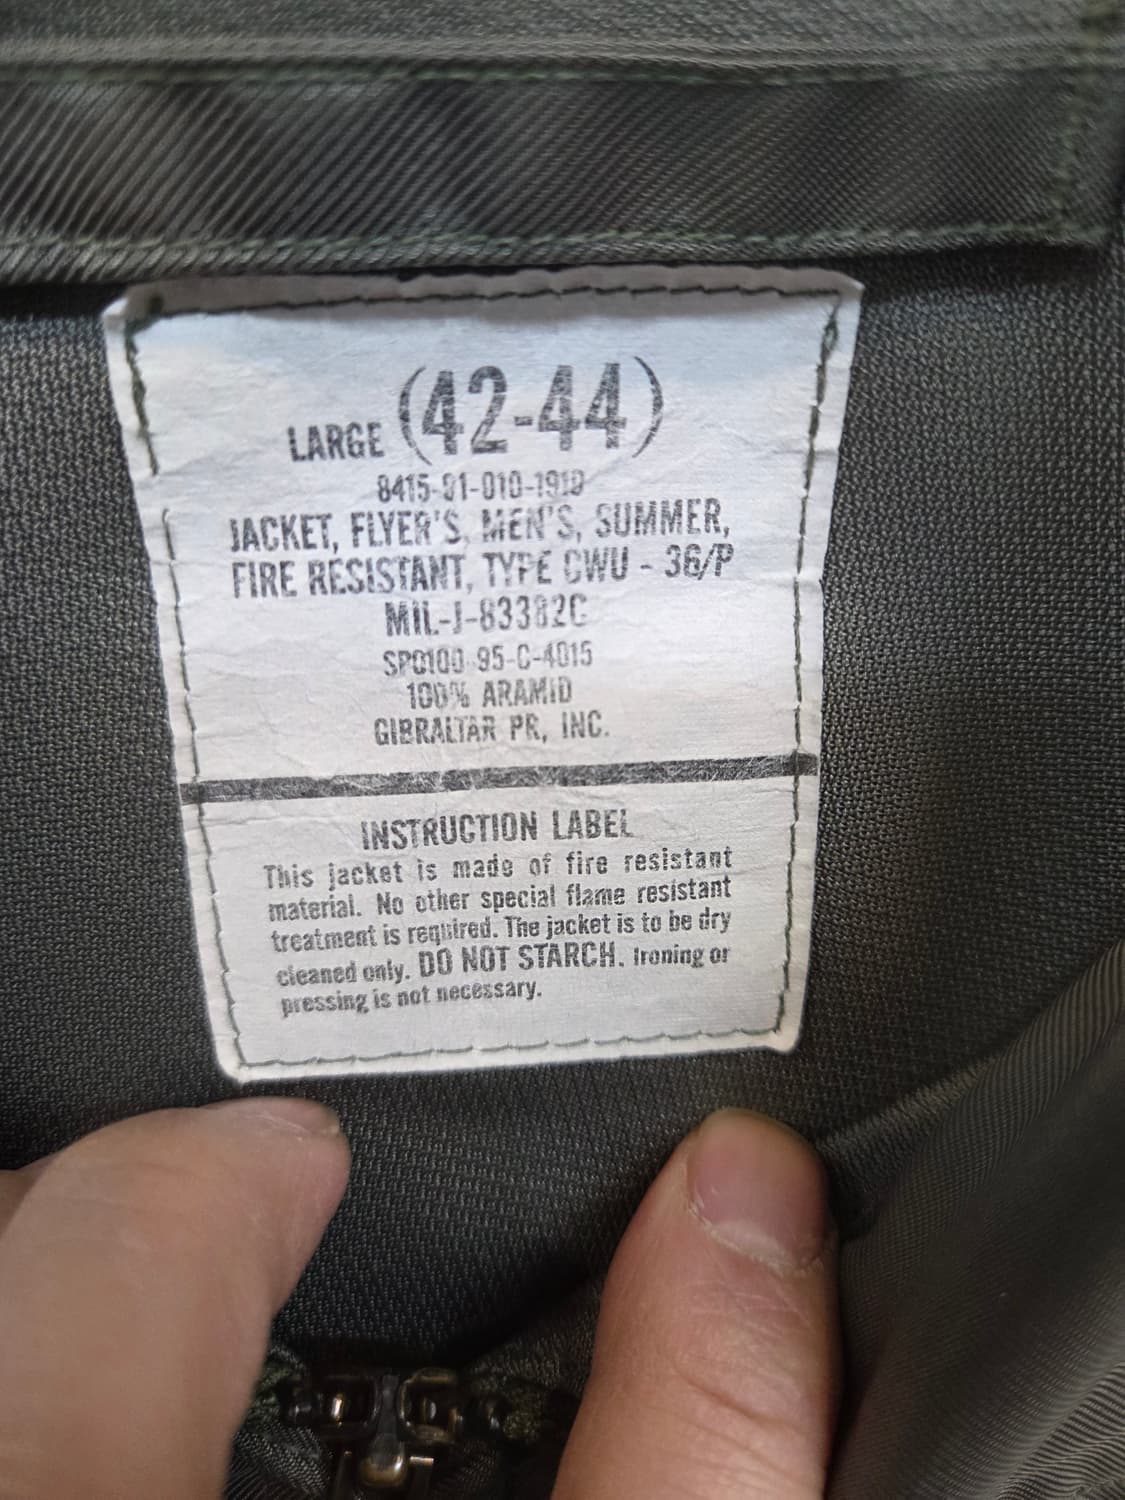 LARGE (42-44)
8415-01-010-1910
JACKET, FLYER'S, MEN'S, SUMMER,
FIRE RESISTANT, TYPE CWU - 36/P
MIL-J-83382C
SP0100-95-C-4015
100% ARAMID
GIBRALTAR PR, INC.
INSTRUCTION LABEL
This jacket is made of fire resistant
material. No other special flame resistant
treatment is required. The jacket is to be dry
cleaned only. DO NOT STARCH. Ironing or
pressing is not necessary.